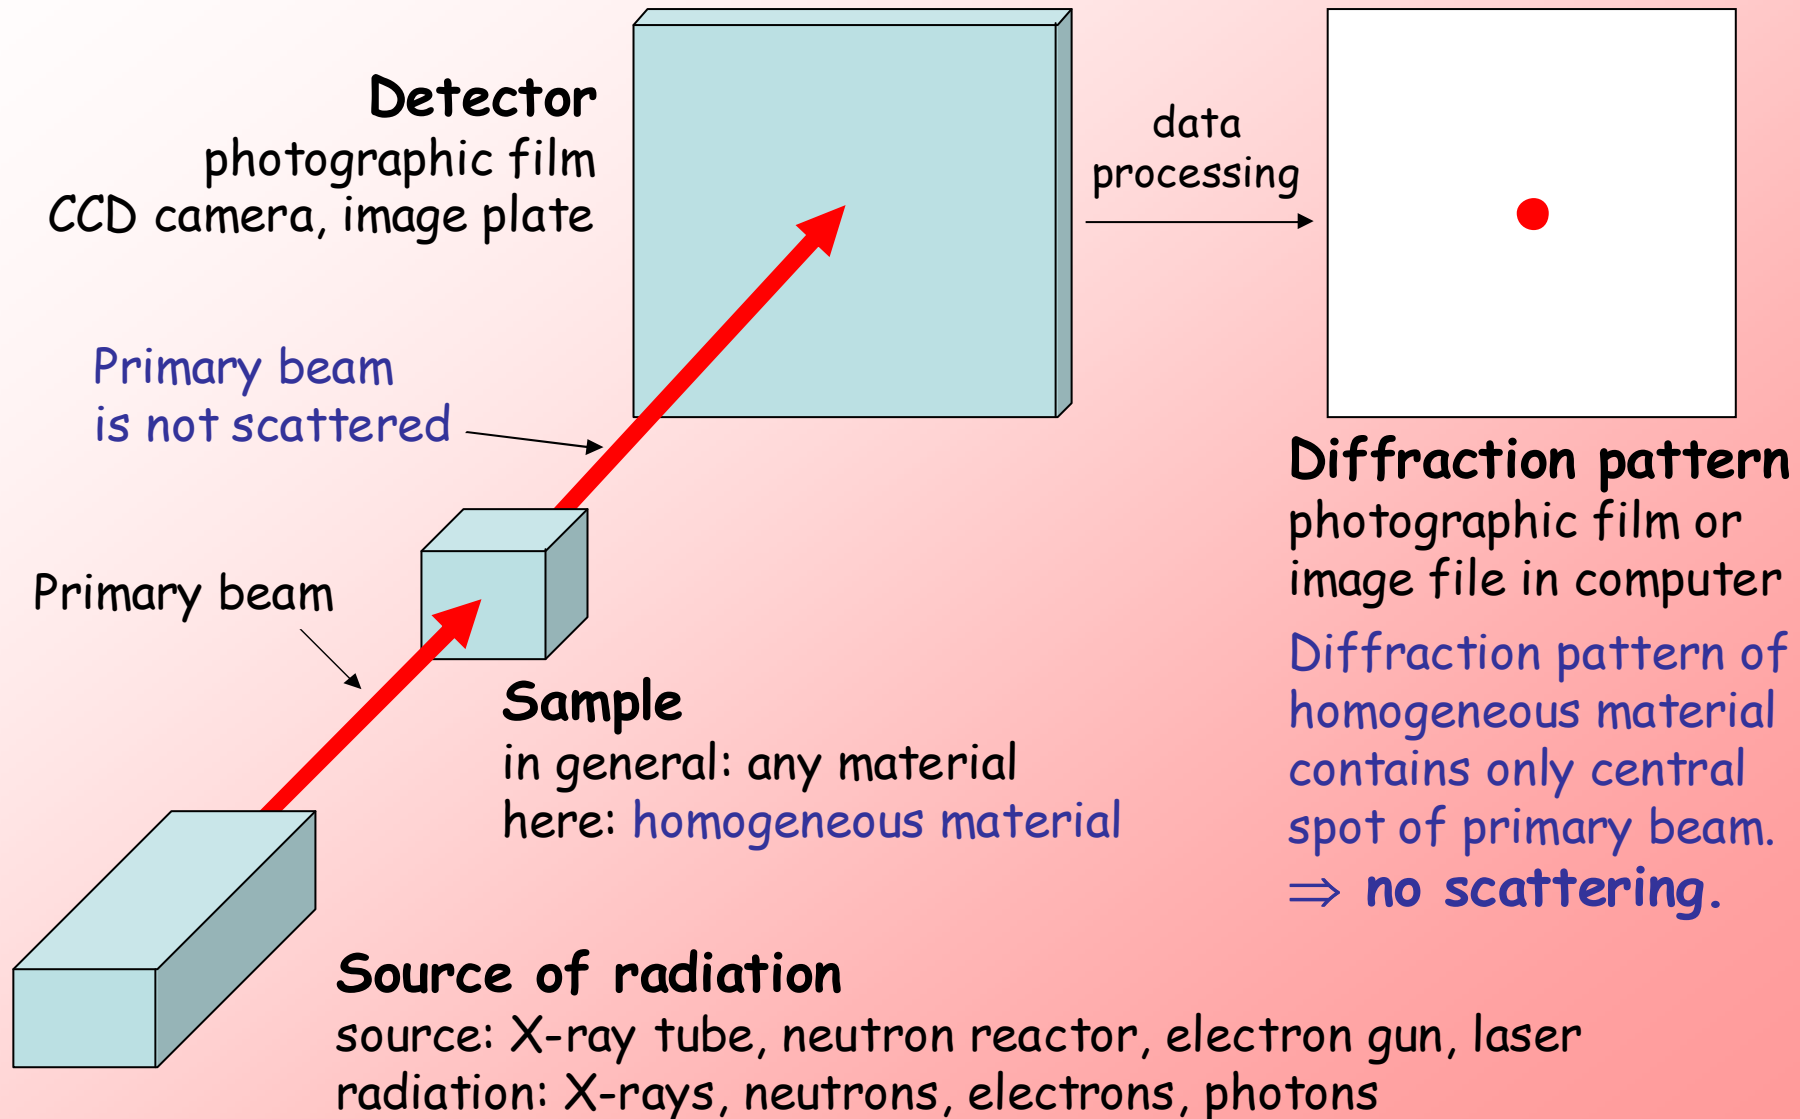 Detector
photographic film
CCD camera, image plate
data
processing
Primary beam
is not scattered
Primary beam
Sample
in general: any material
here: homogeneous material
Diffraction pattern
photographic film or
image file in computer
Diffraction pattern of
homogeneous material
contains only central
spot of primary beam.
⇒ no scattering.
Source of radiation
source: X-ray tube, neutron reactor, electron gun, laser
radiation: X-rays, neutrons, electrons, photons